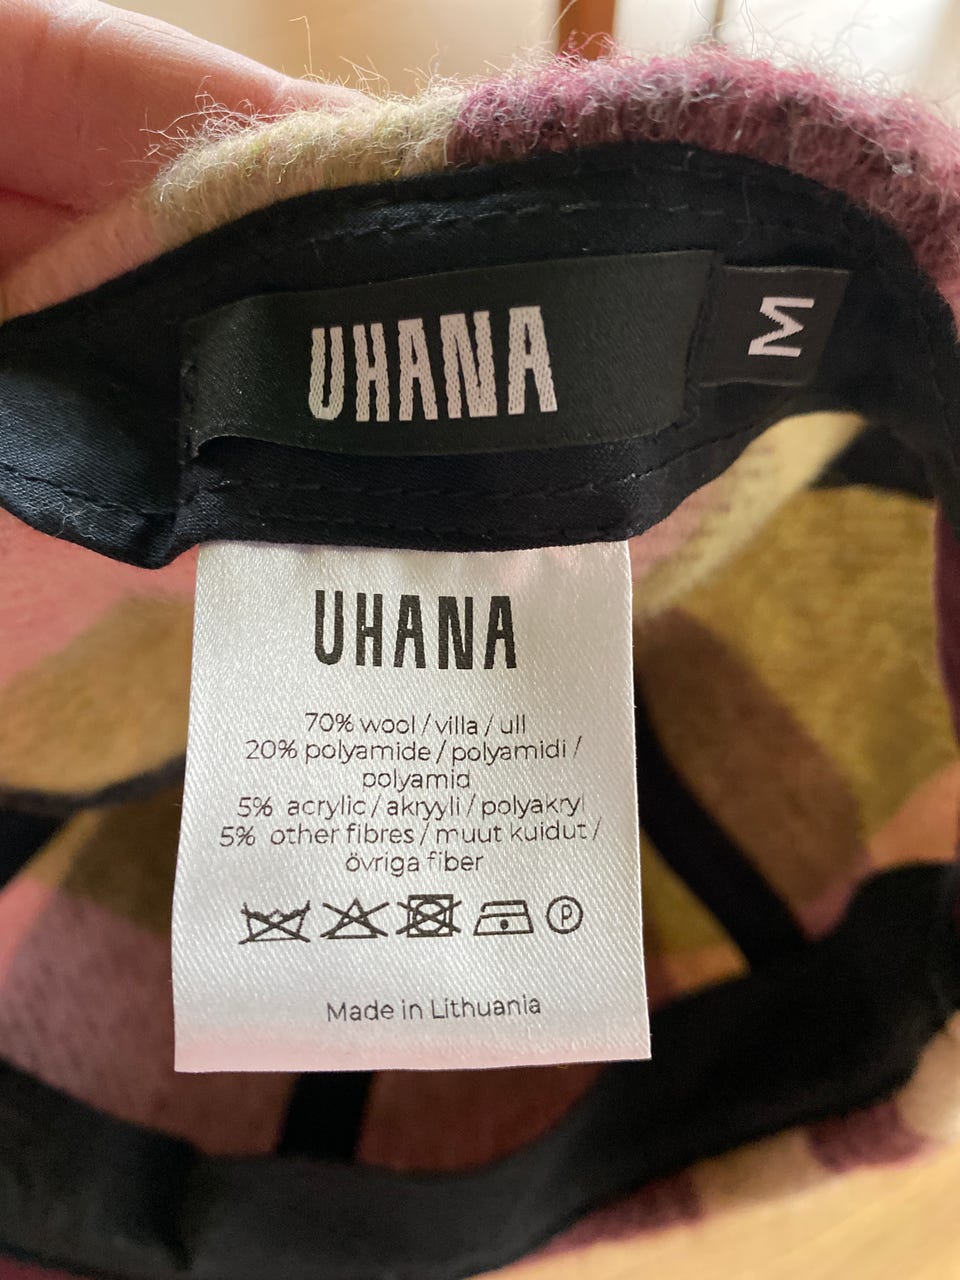 UHANA
M
UHANA
70% wool / villa / ull
20% polyamide / polyamidi /
polyamid
5% acrylic / akryyli / polyakryl
5% other fibres / muut kuidut /
övriga fiber
P
Made in Lithuania